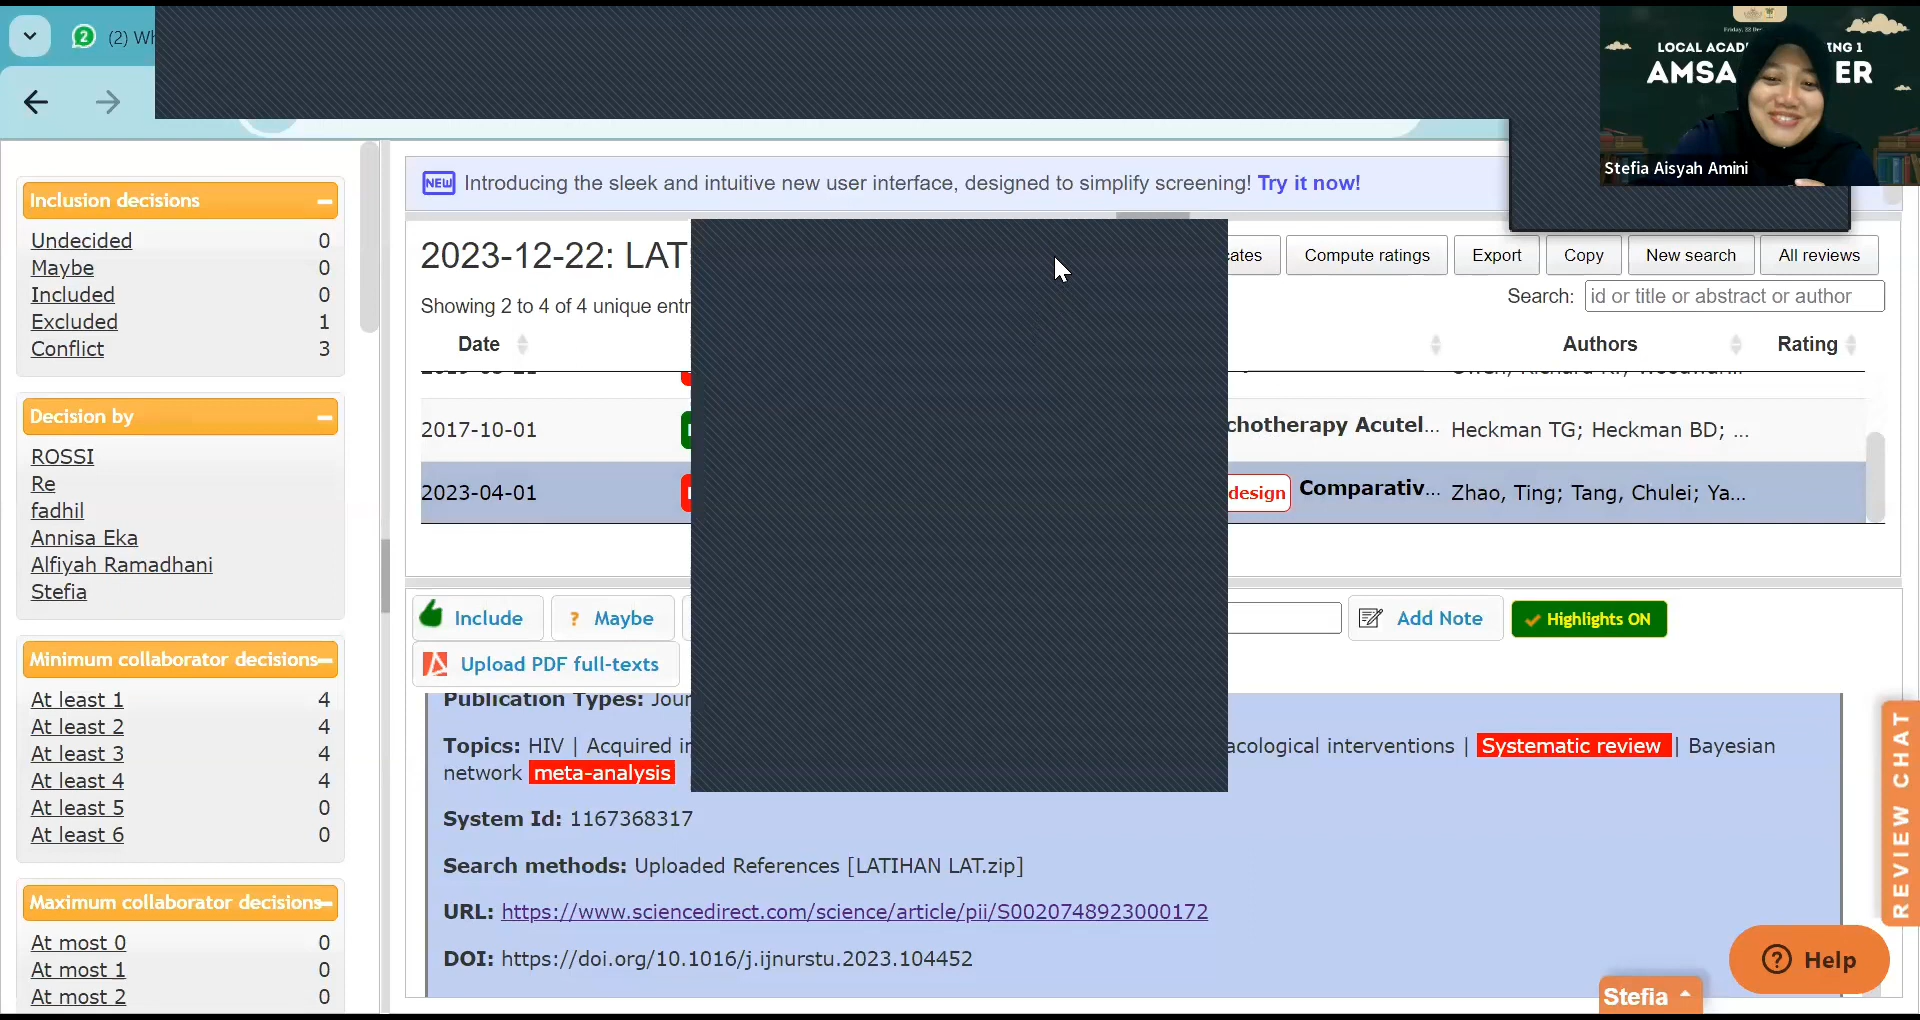 (2) Wh
LOCAL ACAD
ING 1
AMSA
ER
Stefia Aisyah Amini
NEW Introducing the sleek and intuitive new user interface, designed to simplify screening! Try it now!
Inclusion decisions
Undecided 0
Maybe 0
Included 0
Excluded 1
Conflict 3
Decision by
ROSSI
Re
fadhil
Annisa Eka
Alfiyah Ramadhani
Stefia
Minimum collaborator decisions
At least 1 4
At least 2 4
At least 3 4
At least 4 4
At least 5 0
At least 6 0
Maximum collaborator decisions
At most 0 0
At most 1 0
At most 2 0
2023-12-22: LAT
cates Compute ratings Export Copy New search All reviews
Showing 2 to 4 of 4 unique entr
Search: id or title or abstract or author
Date Authors Rating
2017-10-01 chotherapy Acutel... Heckman TG; Heckman BD; ...
2023-04-01 design Comparativ... Zhao, Ting; Tang, Chulei; Ya...
Include ? Maybe Add Note Highlights ON
Upload PDF full-texts
Publication Types: Jour
Topics: HIV | Acquired i acological interventions | Systematic review | Bayesian
network meta-analysis
System Id: 1167368317
Search methods: Uploaded References [LATIHAN LAT.zip]
URL: https://www.sciencedirect.com/science/article/pii/S0020748923000172
DOI: https://doi.org/10.1016/j.ijnurstu.2023.104452
REVIEW CHAT
? Help
Stefia